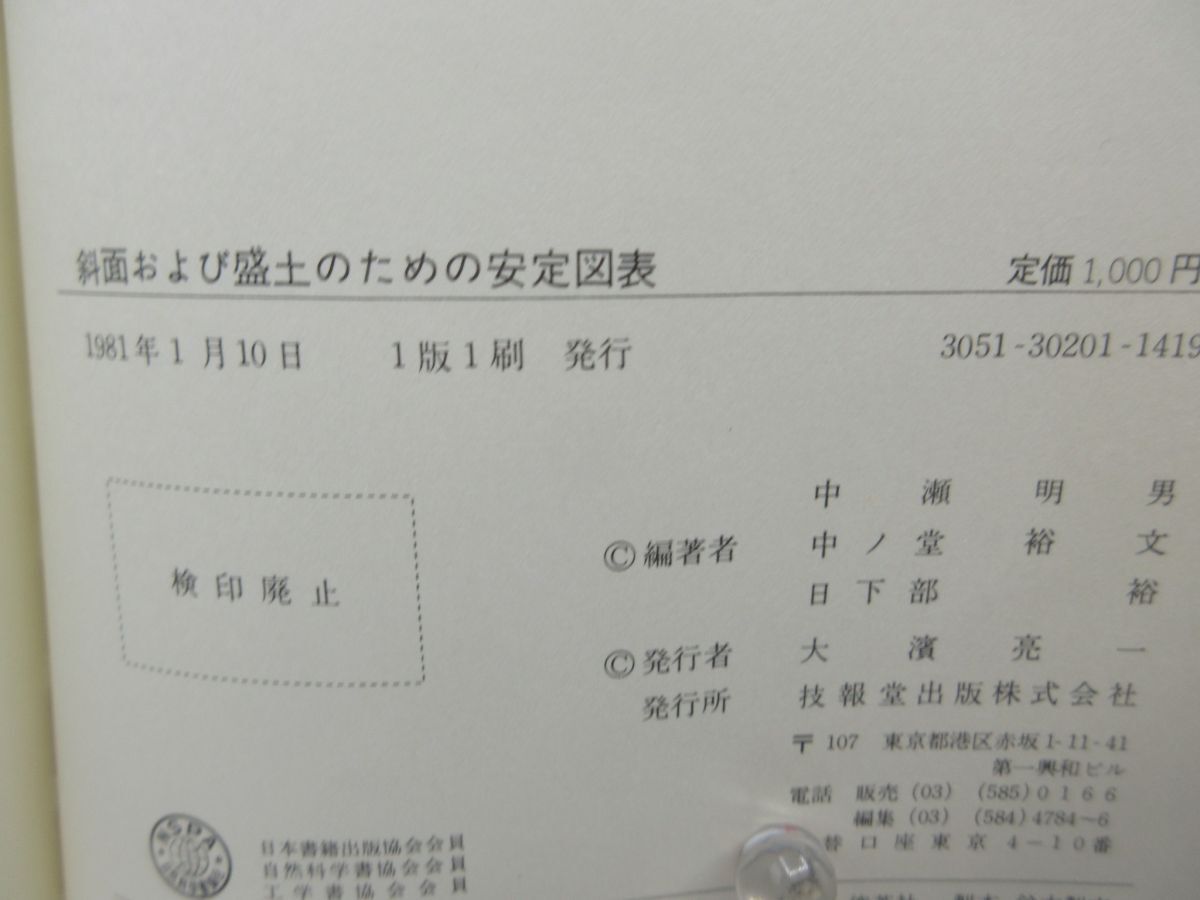 斜面および盛土のための安定図表 定価 1,000 円
1981年 1 月 10 日 1 版 1 刷 発行 3051-30201-1419
検印廃止
中瀬明男
©編著者 中ノ堂裕文
日下部裕
©発行者 大濱亮一
発行所 技報堂出版株式会社
〒107 東京都港区赤坂 1-11-41
第一興和ビル
電話 販売 (03) (585) 0166
編集 (03) (584) 4784~6
替口座東京 4-10番
日本書籍出版協会会員
自然科学書協会会員
工学書協会会員
NSPA